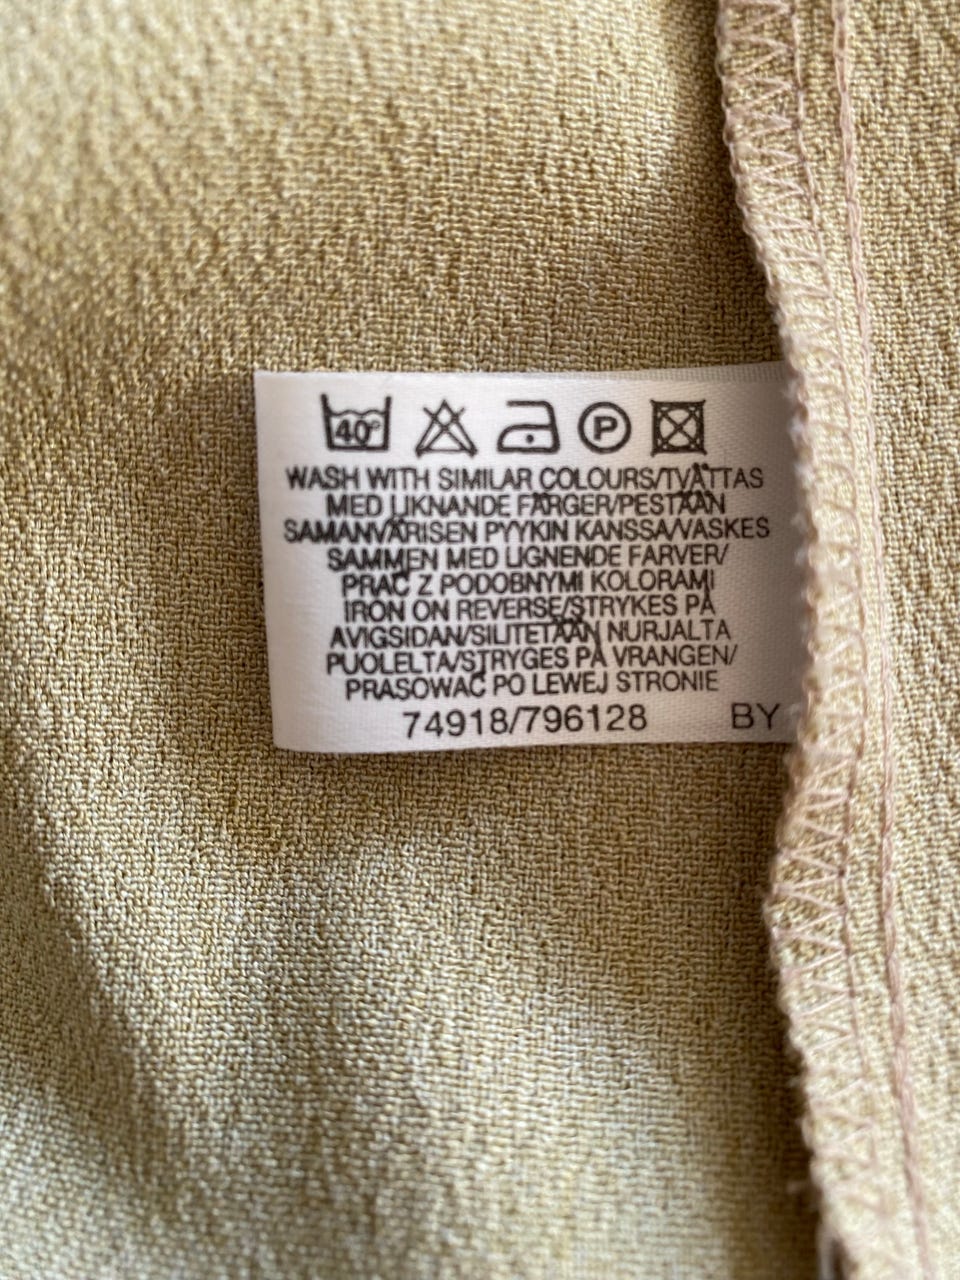 40°
P
WASH WITH SIMILAR COLOURS/TVÄTTAS
MED LIKNANDE FÄRGER/PESTÄÄN
SAMANVÄRISEN PYYKIN KANSSA/VASKES
SAMMEN MED LIGNENDE FARVER/
PRAĆ Z PODOBNYMI KOLORAMI
IRON ON REVERSE/STRYKES PÅ
AVIGSIDAN/SILITETÄÄN NURJALTA
PUOLELTA/STRYGES PÅ VRANGEN/
PRASOWAĆ PO LEWEJ STRONIE
74918/796128 BY